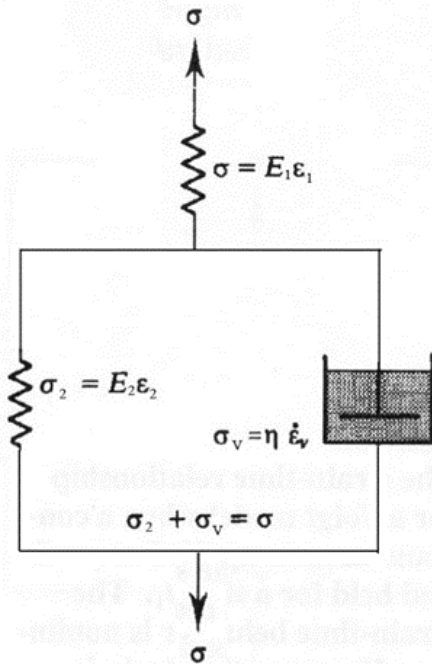 σ
σ = E₁ε₁
σ₂ = E₂ε₂
σᵥ = η ε̇ᵥ
σ₂ + σᵥ = σ
σ